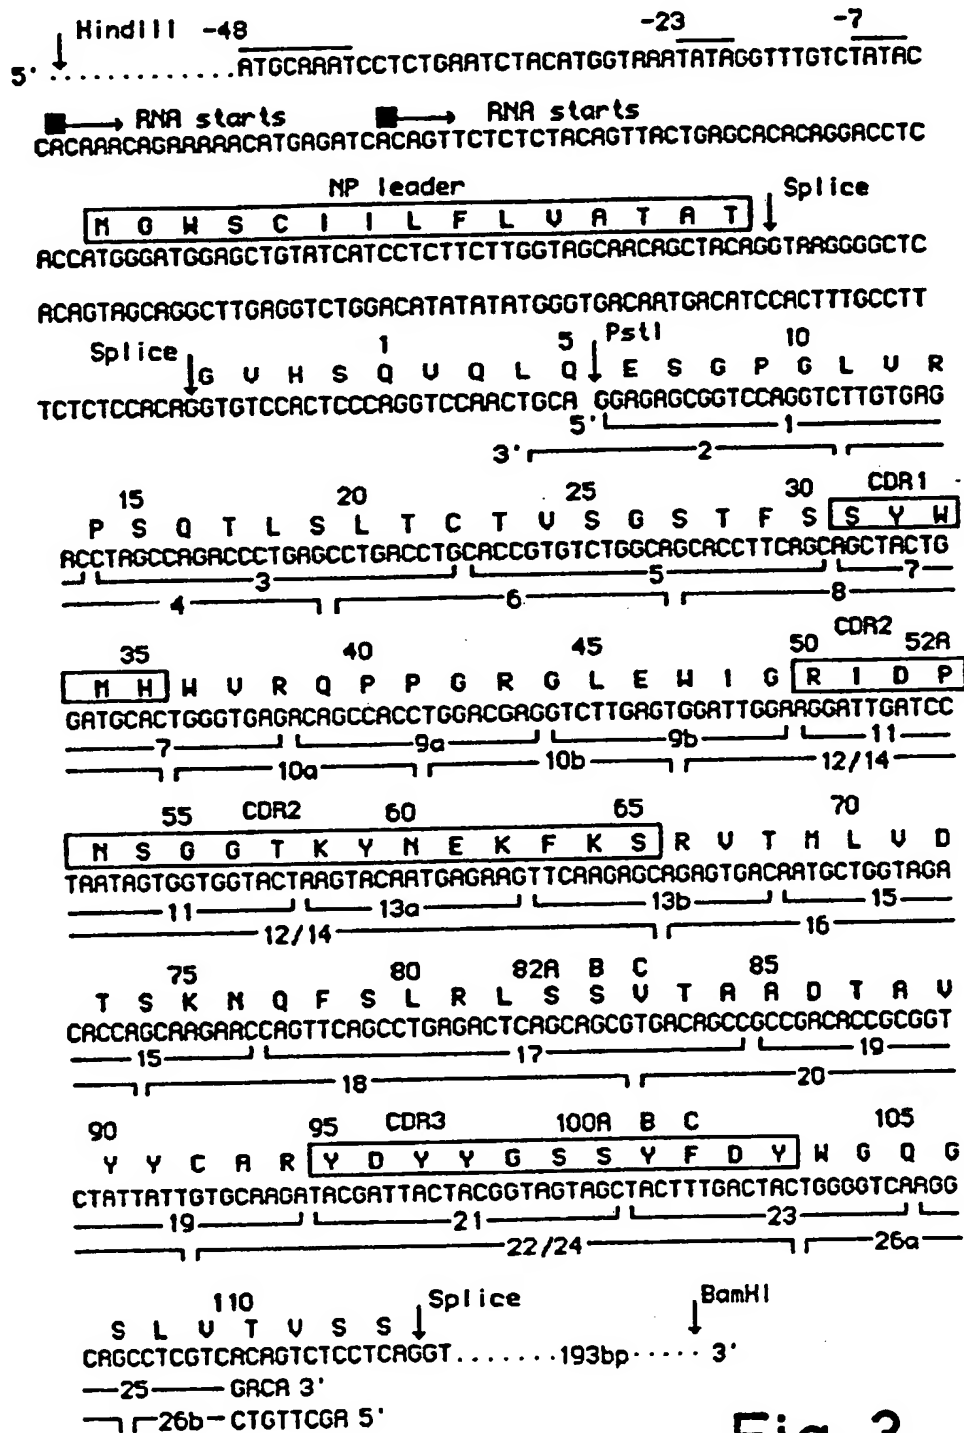 HindIII -48 -23 -7
5' ..............ATGCAAATCCTCTGAATCTACATGGTAAATATAGGTTTGTCTATAC
RNA starts RNA starts
CACAAACAGAAAAACATGAGATCACAGTTCTCTCTACAGTTACTGAGCACACAGGACCTC
NP leader Splice
M G W S C I I L F L V A T A T
ACCATGGGATGGAGCTGTATCATCCTCTTCTTGGTAGCAACAGCTACAGGTAAGGGGCTC
ACAGTAGCAGGCTTGAGGTCTGGACATATATATGGGTGACAATGACATCCACTTTGCCTT
Splice 1 5 PstI 10
G V H S Q V Q L Q E S G P G L V R
TCTCTCCACAGGTGTCCACTCCCAGGTCCAACTGCA GGAGAGCGGTCCAGGTCTTGTGAG
5' 1
3' 2
15 20 25 30 CDR1
P S Q T L S L T C T V S G S T F S S Y W
ACCTAGCCAGACCCTGAGCCTGACCTGCACCGTGTCTGGCAGCACCTTCAGCAGCTACTG
3 5 7
4 6 8
35 40 45 50 CDR2 52A
M H W V R Q P P G R G L E W I G R I D P
GATGCACTGGGTGAGACAGCCACCTGGACGAGGTCTTGAGTGGATTGGAAGGATTGATCC
7 9a 9b 11
10a 10b 12/14
55 CDR2 60 65 70
N S G G T K Y N E K F K S R V T M L V D
TAATAGTGGTGGTACTAAGTACAATGAGAAGTTCAAGAGCAGAGTGACAATGCTGGTAGA
11 13a 13b 15
12/14 16
75 80 82A B C 85
T S K N Q F S L R L S S V T A A D T A V
CACCAGCAAGAACCAGTTCAGCCTGAGACTCAGCAGCGTGACAGCCGCCGACACCGCGGT
15 17 19
18 20
90 95 CDR3 100A B C 105
Y Y C A R Y D Y Y G S S Y F D Y W G Q G
CTATTATTGTGCAAGATACGATTACTACGGTAGTAGCTACTTTGACTACTGGGGTCAAGG
19 21 23
22/24 26a
110 Splice BamHI
S L V T V S S
CAGCCTCGTCACAGTCTCCTCAGGT.......193bp..... 3'
25 GACA 3'
26b CTGTTCGA 5'
Fig. 3